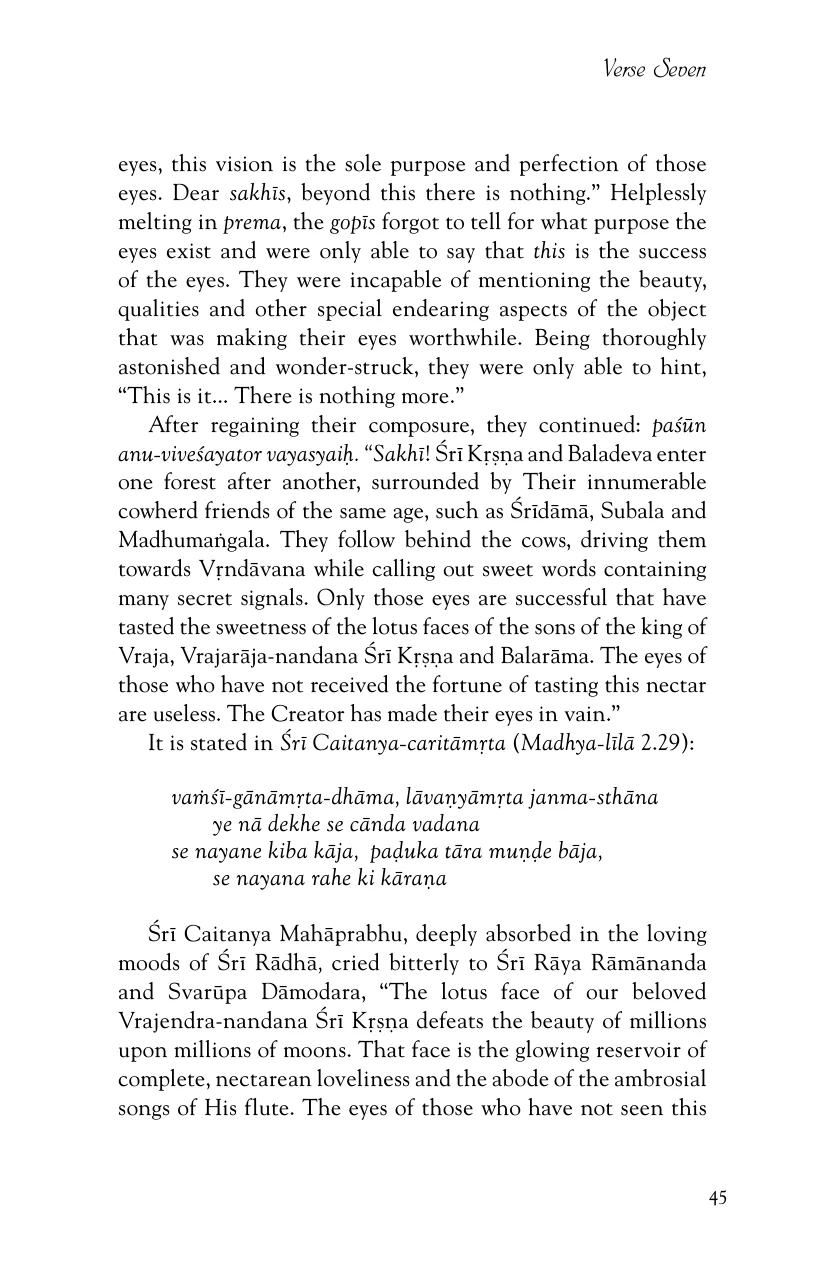 Verse Seven
eyes, this vision is the sole purpose and perfection of those
eyes. Dear sakhīs, beyond this there is nothing.” Helplessly
melting in prema, the gopīs forgot to tell for what purpose the
eyes exist and were only able to say that this is the success
of the eyes. They were incapable of mentioning the beauty,
qualities and other special endearing aspects of the object
that was making their eyes worthwhile. Being thoroughly
astonished and wonder-struck, they were only able to hint,
“This is it... There is nothing more.”
After regaining their composure, they continued: paśūn
anu-viveśayator vayasyaiḥ. “Sakhī! Śrī Kṛṣṇa and Baladeva enter
one forest after another, surrounded by Their innumerable
cowherd friends of the same age, such as Śrīdāmā, Subala and
Madhumaṅgala. They follow behind the cows, driving them
towards Vṛndāvana while calling out sweet words containing
many secret signals. Only those eyes are successful that have
tasted the sweetness of the lotus faces of the sons of the king of
Vraja, Vrajarāja-nandana Śrī Kṛṣṇa and Balarāma. The eyes of
those who have not received the fortune of tasting this nectar
are useless. The Creator has made their eyes in vain.”
It is stated in Śrī Caitanya-caritāmṛta (Madhya-līlā 2.29):
vaṁśī-gānāmṛta-dhāma, lāvaṇyāmṛta janma-sthāna
ye nā dekhe se cānda vadana
se nayane kiba kāja, paḍuka tāra muṇḍe bāja,
se nayana rahe ki kāraṇa
Śrī Caitanya Mahāprabhu, deeply absorbed in the loving
moods of Śrī Rādhā, cried bitterly to Śrī Rāya Rāmānanda
and Svarūpa Dāmodara, “The lotus face of our beloved
Vrajendra-nandana Śrī Kṛṣṇa defeats the beauty of millions
upon millions of moons. That face is the glowing reservoir of
complete, nectarean loveliness and the abode of the ambrosial
songs of His flute. The eyes of those who have not seen this
45